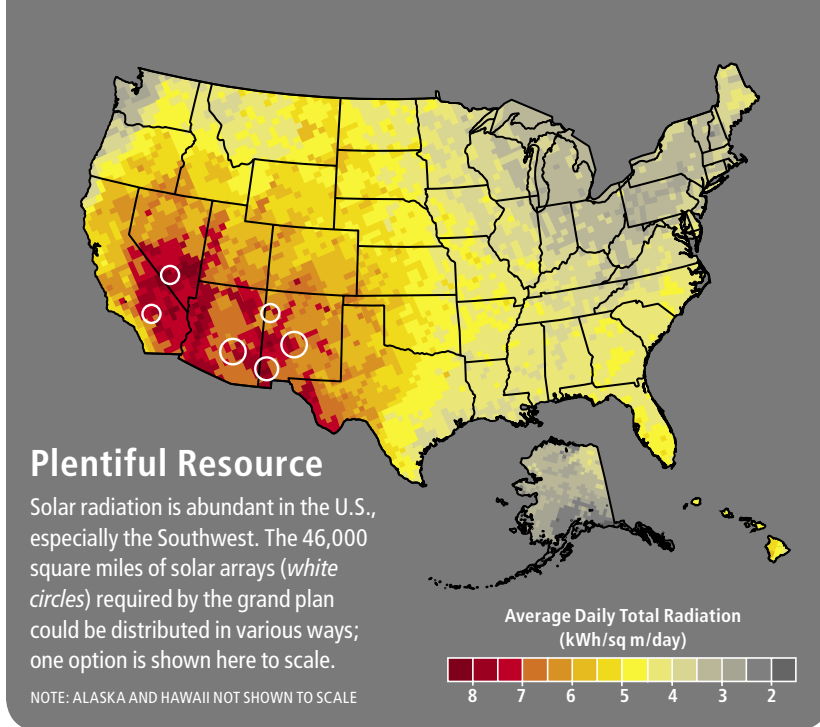 Plentiful Resource
Solar radiation is abundant in the U.S.,
especially the Southwest. The 46,000
square miles of solar arrays (white
circles) required by the grand plan
could be distributed in various ways;
one option is shown here to scale.
NOTE: ALASKA AND HAWAII NOT SHOWN TO SCALE
Average Daily Total Radiation
(kWh/sq m/day)
8 7 6 5 4 3 2